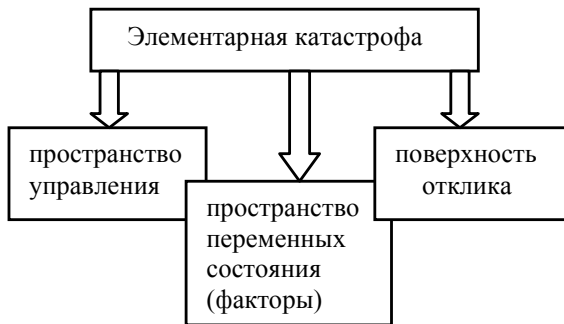 Элементарная катастрофа
пространство
управления
пространство
переменных
состояния
(факторы)
поверхность
отклика